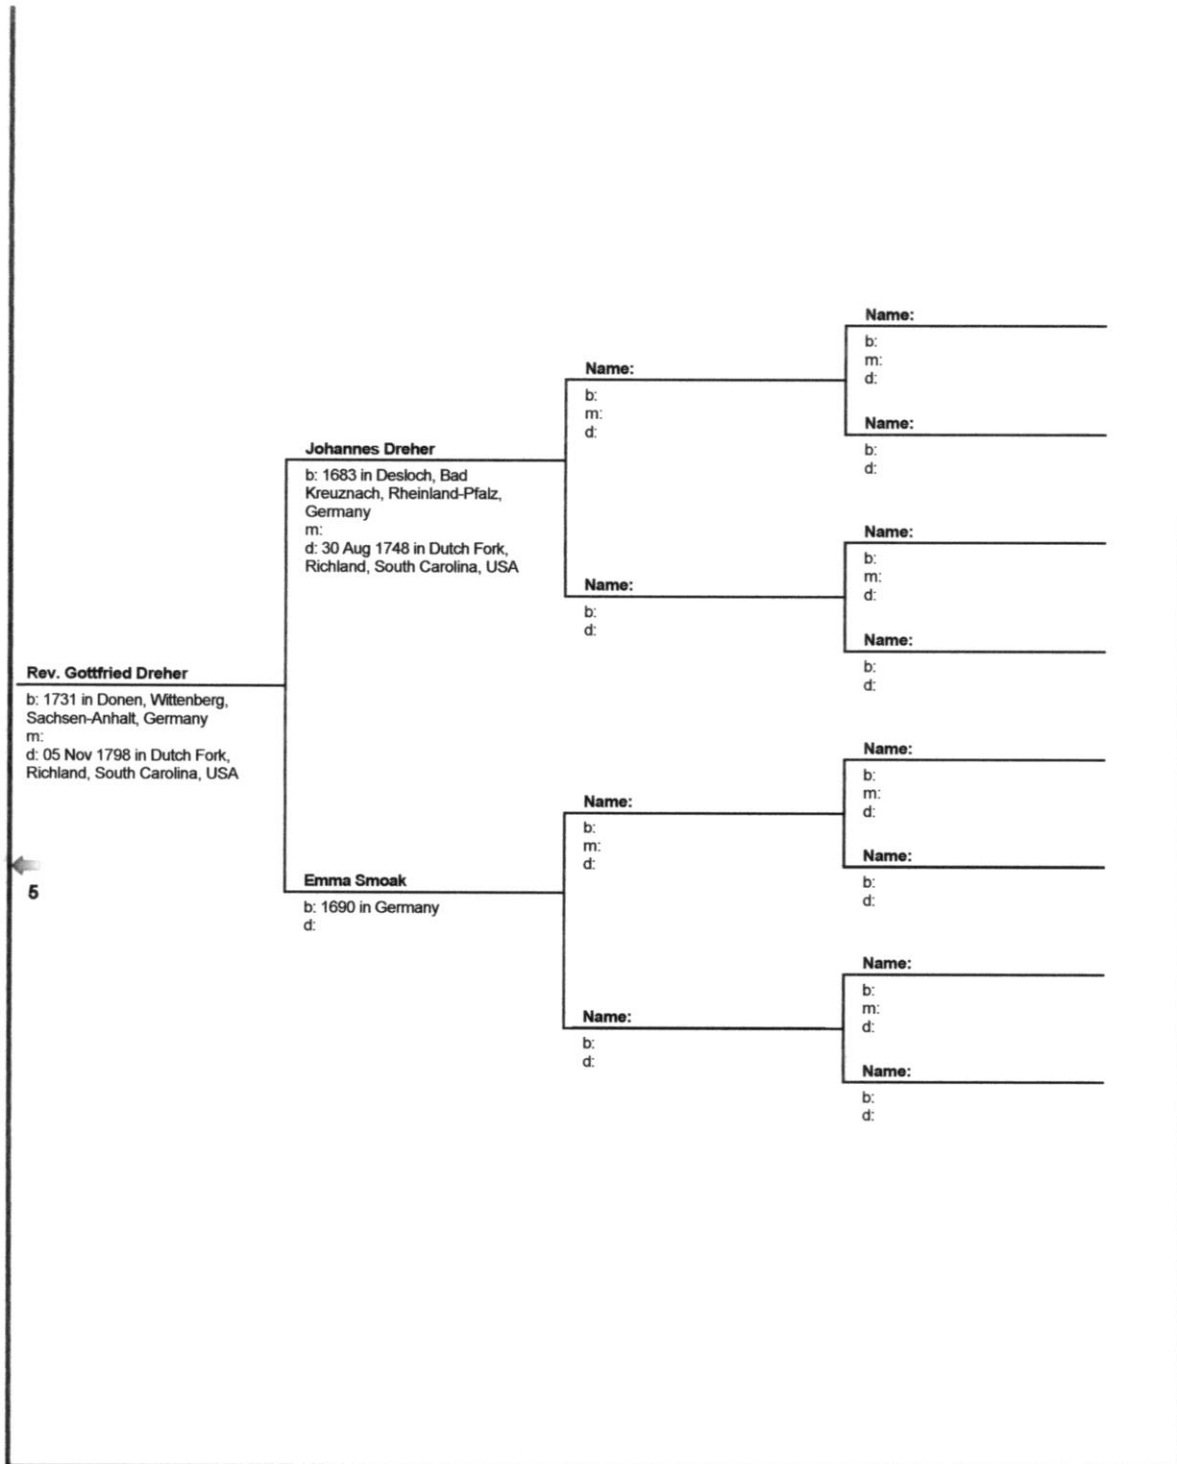 Rev. Gottfried Dreher
b: 1731 in Donen, Wittenberg,
Sachsen-Anhalt, Germany
m:
d: 05 Nov 1798 in Dutch Fork,
Richland, South Carolina, USA
5
Johannes Dreher
b: 1683 in Desloch, Bad
Kreuznach, Rheinland-Pfalz,
Germany
m:
d: 30 Aug 1748 in Dutch Fork,
Richland, South Carolina, USA
Emma Smoak
b: 1690 in Germany
d:
Name:
b:
m:
d:
Name:
b:
d:
Name:
b:
m:
d:
Name:
b:
d:
Name:
b:
m:
d:
Name:
b:
d:
Name:
b:
m:
d:
Name:
b:
d:
Name:
b:
m:
d:
Name:
b:
d:
Name:
b:
m:
d:
Name:
b:
d: